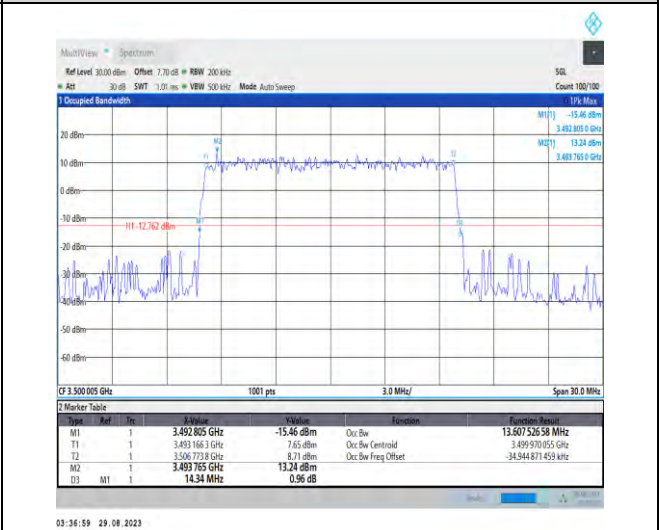 MultiView Spectrum
Ref Level 30.00 dBm Offset 7.70 dB RBW 200 kHz SGL
Att 30 dB SWT 1.01 ms VBW 500 kHz Mode Auto Sweep Count 100/100
1 Occupied Bandwidth 1Pk Max
M1[1] -15.46 dBm
3.492 805 0 GHz
M2[1] 13.24 dBm
3.493 765 0 GHz
20 dBm
M2
T1 T2
10 dBm
0 dBm
-10 dBm
H1 -12.762 dBm
M1
-20 dBm
-30 dBm
-40 dBm
-50 dBm
-60 dBm
CF 3.500 005 GHz 1001 pts 3.0 MHz/ Span 30.0 MHz
2 Marker Table
Type Ref Trc X-Value Y-Value Function Function Result
M1 1 3.492 805 GHz -15.46 dBm Occ Bw 13.607 526 58 MHz
T1 1 3.493 166 3 GHz 7.65 dBm Occ Bw Centroid 3.499 970 055 GHz
T2 1 3.506 773 8 GHz 8.71 dBm Occ Bw Freq Offset -34.944 871 459 kHz
M2 1 3.493 765 GHz 13.24 dBm
D3 M1 1 14.34 MHz 0.96 dB
03:36:59 29.08.2023